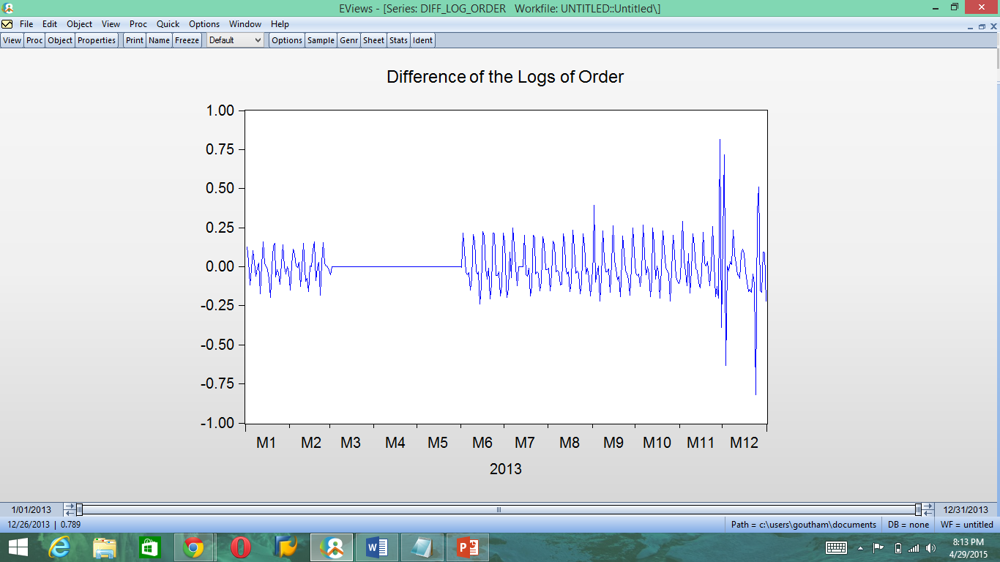 EViews - [Series: DIFF_LOG_ORDER Workfile: UNTITLED::Untitled\]
File Edit Object View Proc Quick Options Window Help
View Proc Object Properties Print Name Freeze Default Options Sample Genr Sheet Stats Ident
Difference of the Logs of Order
1.00
0.75
0.50
0.25
0.00
-0.25
-0.50
-0.75
-1.00
M1 M2 M3 M4 M5 M6 M7 M8 M9 M10 M11 M12
2013
1/01/2013 12/31/2013
12/26/2013 | 0.789 Path = c:\users\goutham\documents DB = none WF = untitled
8:13 PM
4/29/2015